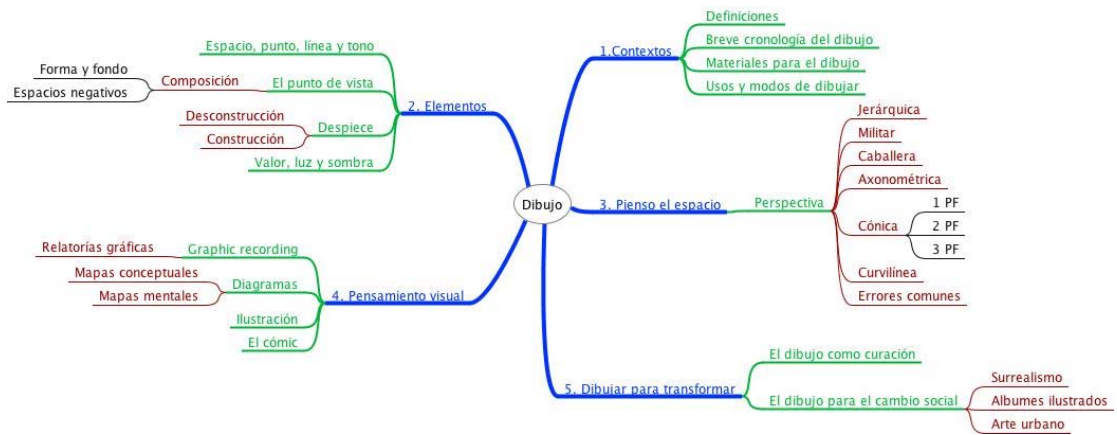 Dibujo
1.Contextos
Definiciones
Breve cronología del dibujo
Materiales para el dibujo
Usos y modos de dibujar
2. Elementos
Espacio, punto, línea y tono
El punto de vista
Composición
Forma y fondo
Espacios negativos
Despiece
Desconstrucción
Construcción
Valor, luz y sombra
3. Pienso el espacio
Perspectiva
Jerárquica
Militar
Caballera
Axonométrica
Cónica
1 PF
2 PF
3 PF
Curvilínea
Errores comunes
4. Pensamiento visual
Graphic recording
Relatorías gráficas
Diagramas
Mapas conceptuales
Mapas mentales
Ilustración
El cómic
5. Dibujar para transformar
El dibujo como curación
El dibujo para el cambio social
Surrealismo
Albumes ilustrados
Arte urbano